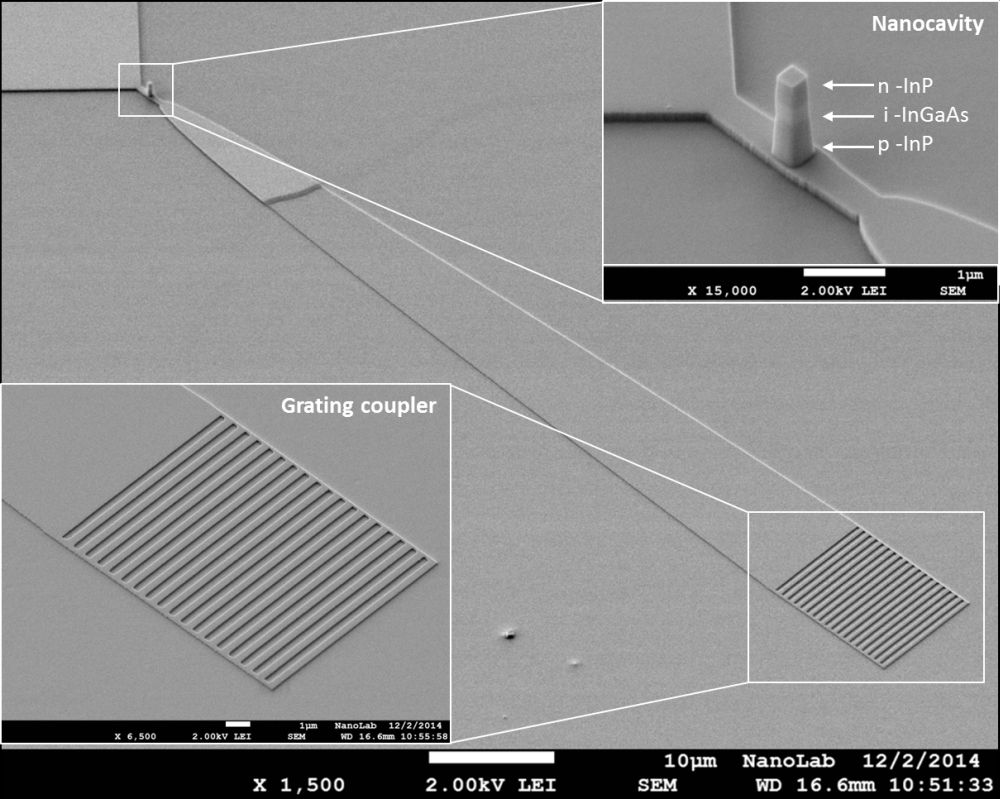 Nanocavity
n -InP
i -InGaAs
p -InP
1µm
X 15,000 2.00kV LEI SEM
Grating coupler
1µm NanoLab 12/2/2014
X 6,500 2.00kV LEI SEM WD 16.6mm 10:55:58
10µm NanoLab 12/2/2014
X 1,500 2.00kV LEI SEM WD 16.6mm 10:51:33